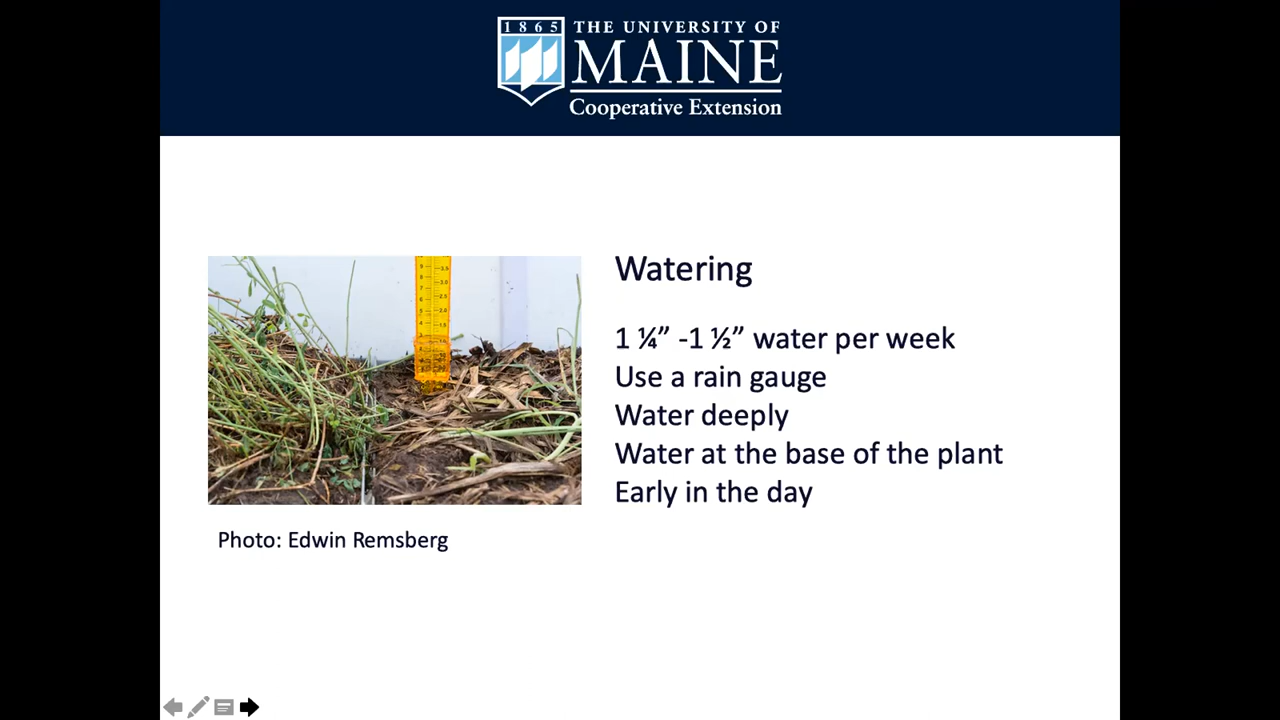 1865
THE UNIVERSITY OF
MAINE
Cooperative Extension
Watering
1 ¼” -1 ½” water per week
Use a rain gauge
Water deeply
Water at the base of the plant
Early in the day
Photo: Edwin Remsberg